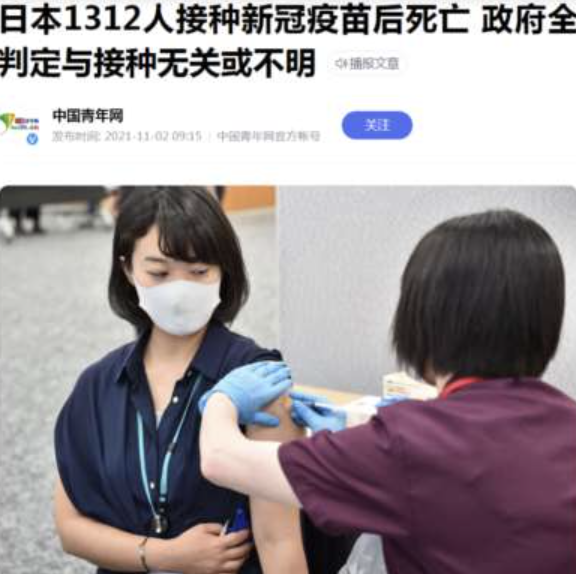 日本1312人接种新冠疫苗后死亡 政府全
判定与接种无关或不明
播报文章
中国青年网
发布时间: 2021-11-02 09:15
中国青年网官方帐号
关注